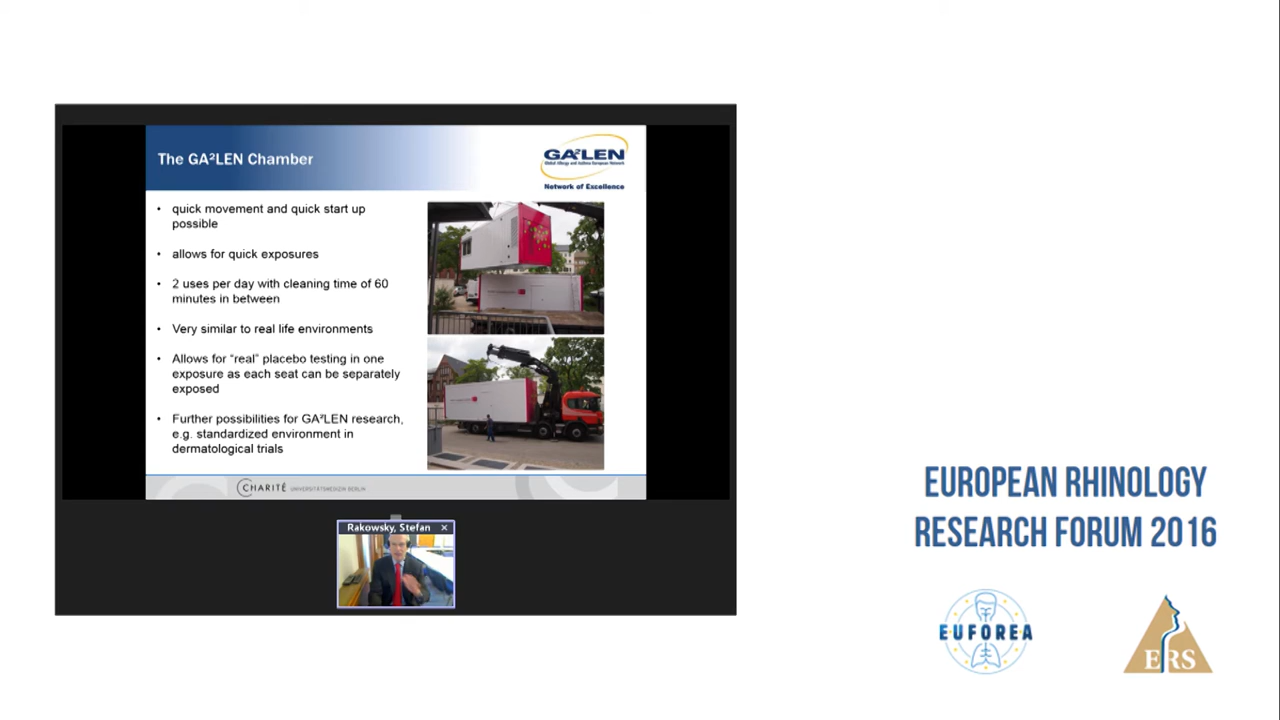 The GA²LEN Chamber
GA²LEN
Global Allergy and Asthma European Network
Network of Excellence
• quick movement and quick start up
possible
• allows for quick exposures
• 2 uses per day with cleaning time of 60
minutes in between
• Very similar to real life environments
• Allows for “real” placebo testing in one
exposure as each seat can be separately
exposed
• Further possibilities for GA²LEN research,
e.g. standardized environment in
dermatological trials
CHARITÉ UNIVERSITÄTSMEDIZIN BERLIN
Rakowsky, Stefan
EUROPEAN RHINOLOGY
RESEARCH FORUM 2016
EUFOREA
ERS